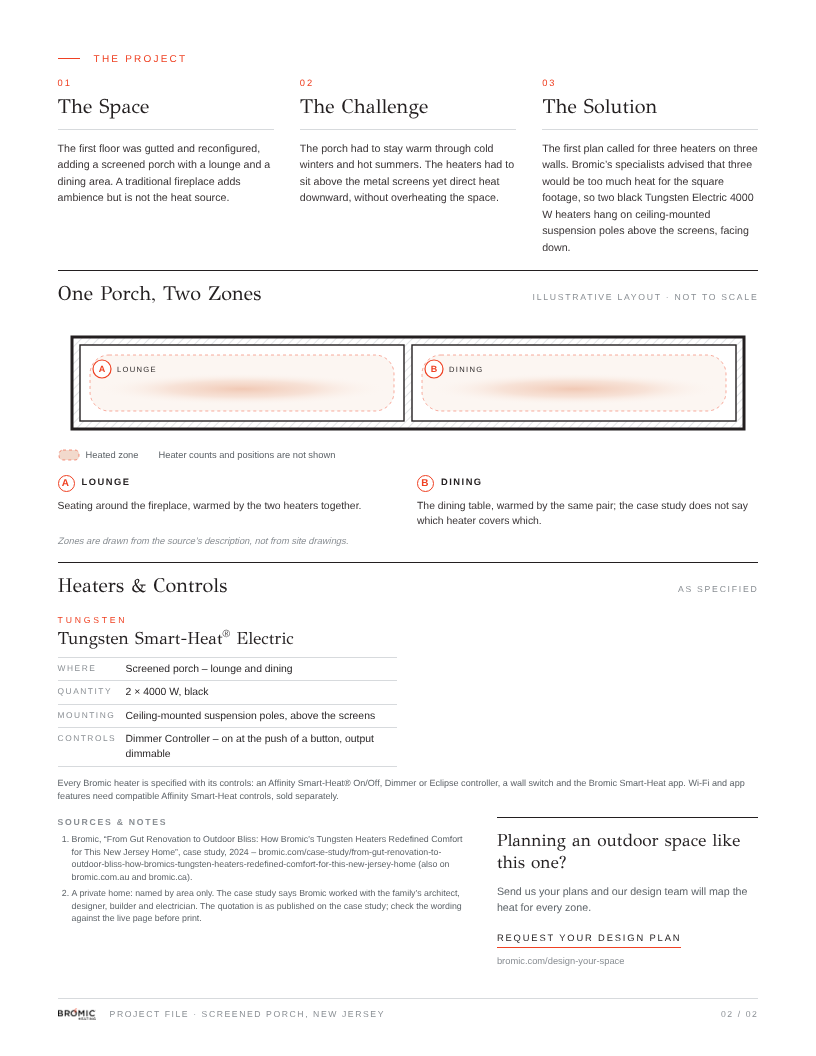 THE PROJECT
01
The Space
The first floor was gutted and reconfigured,
adding a screened porch with a lounge and a
dining area. A traditional fireplace adds
ambience but is not the heat source.
02
The Challenge
The porch had to stay warm through cold
winters and hot summers. The heaters had to
sit above the metal screens yet direct heat
downward, without overheating the space.
03
The Solution
The first plan called for three heaters on three
walls. Bromic’s specialists advised that three
would be too much heat for the square
footage, so two black Tungsten Electric 4000
W heaters hang on ceiling-mounted
suspension poles above the screens, facing
down.
One Porch, Two Zones
ILLUSTRATIVE LAYOUT · NOT TO SCALE
A LOUNGE
B DINING
Heated zone
Heater counts and positions are not shown
A LOUNGE
Seating around the fireplace, warmed by the two heaters together.
B DINING
The dining table, warmed by the same pair; the case study does not say
which heater covers which.
Zones are drawn from the source’s description, not from site drawings.
Heaters & Controls
AS SPECIFIED
TUNGSTEN
Tungsten Smart-Heat® Electric
WHERE Screened porch – lounge and dining
QUANTITY 2 × 4000 W, black
MOUNTING Ceiling-mounted suspension poles, above the screens
CONTROLS Dimmer Controller – on at the push of a button, output
dimmable
Every Bromic heater is specified with its controls: an Affinity Smart-Heat® On/Off, Dimmer or Eclipse controller, a wall switch and the Bromic Smart-Heat app. Wi-Fi and app
features need compatible Affinity Smart-Heat controls, sold separately.
SOURCES & NOTES
1. Bromic, “From Gut Renovation to Outdoor Bliss: How Bromic’s Tungsten Heaters Redefined Comfort
for This New Jersey Home”, case study, 2024 – bromic.com/case-study/from-gut-renovation-to-
outdoor-bliss-how-bromics-tungsten-heaters-redefined-comfort-for-this-new-jersey-home (also on
bromic.com.au and bromic.ca).
2. A private home: named by area only. The case study says Bromic worked with the family’s architect,
designer, builder and electrician. The quotation is as published on the case study; check the wording
against the live page before print.
Planning an outdoor space like
this one?
Send us your plans and our design team will map the
heat for every zone.
REQUEST YOUR DESIGN PLAN
bromic.com/design-your-space
BROMIC
HEATING
PROJECT FILE · SCREENED PORCH, NEW JERSEY
02 / 02